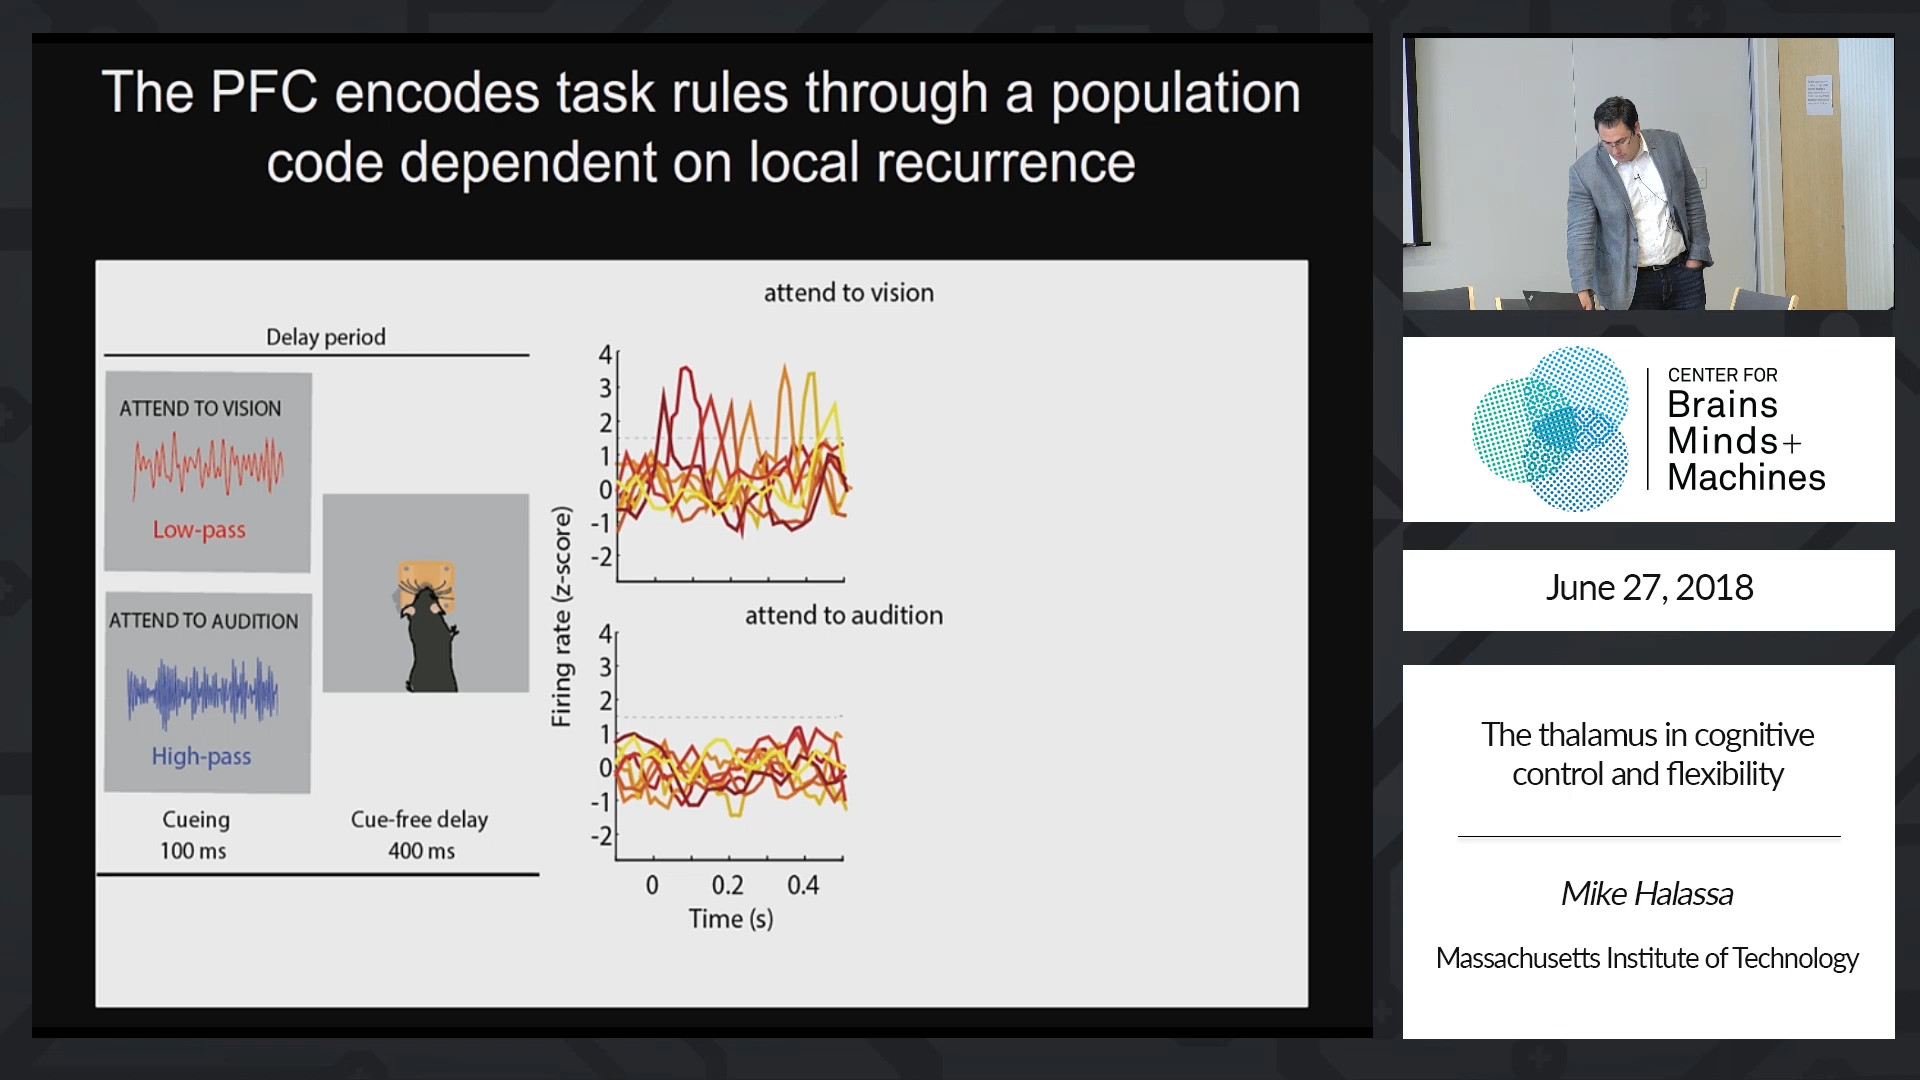 The PFC encodes task rules through a population
code dependent on local recurrence
Delay period
ATTEND TO VISION
Low-pass
ATTEND TO AUDITION
High-pass
Cueing
100 ms
Cue-free delay
400 ms
attend to vision
4
3
2
1
0
-1
-2
Firing rate (z-score)
attend to audition
4
3
2
1
0
-1
-2
0 0.2 0.4
Time (s)
CENTER FOR
Brains
Minds+
Machines
June 27, 2018
The thalamus in cognitive
control and flexibility
Mike Halassa
Massachusetts Institute of Technology